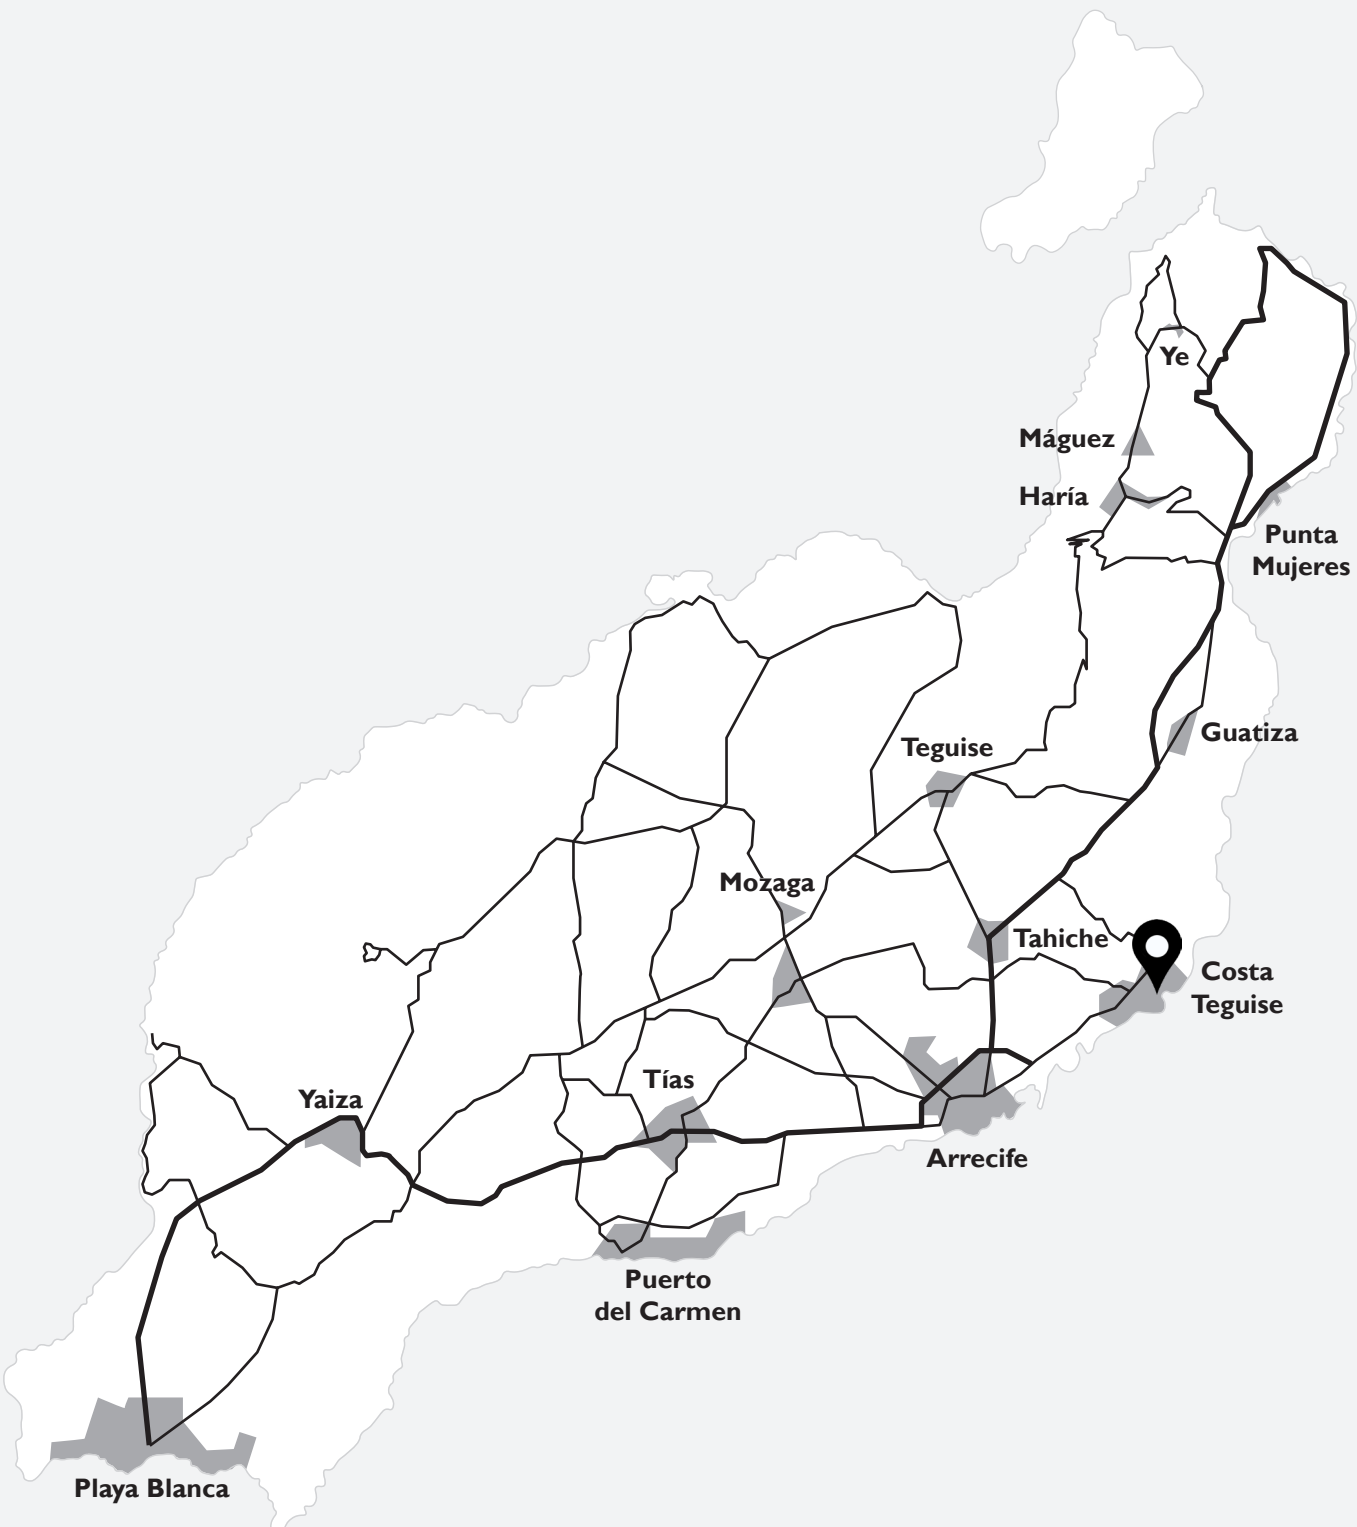 Ye
Máguez
Haría
Punta
Mujeres
Guatiza
Teguise
Mozaga
Tahiche
Costa
Teguise
Yaiza
Tías
Arrecife
Puerto
del Carmen
Playa Blanca